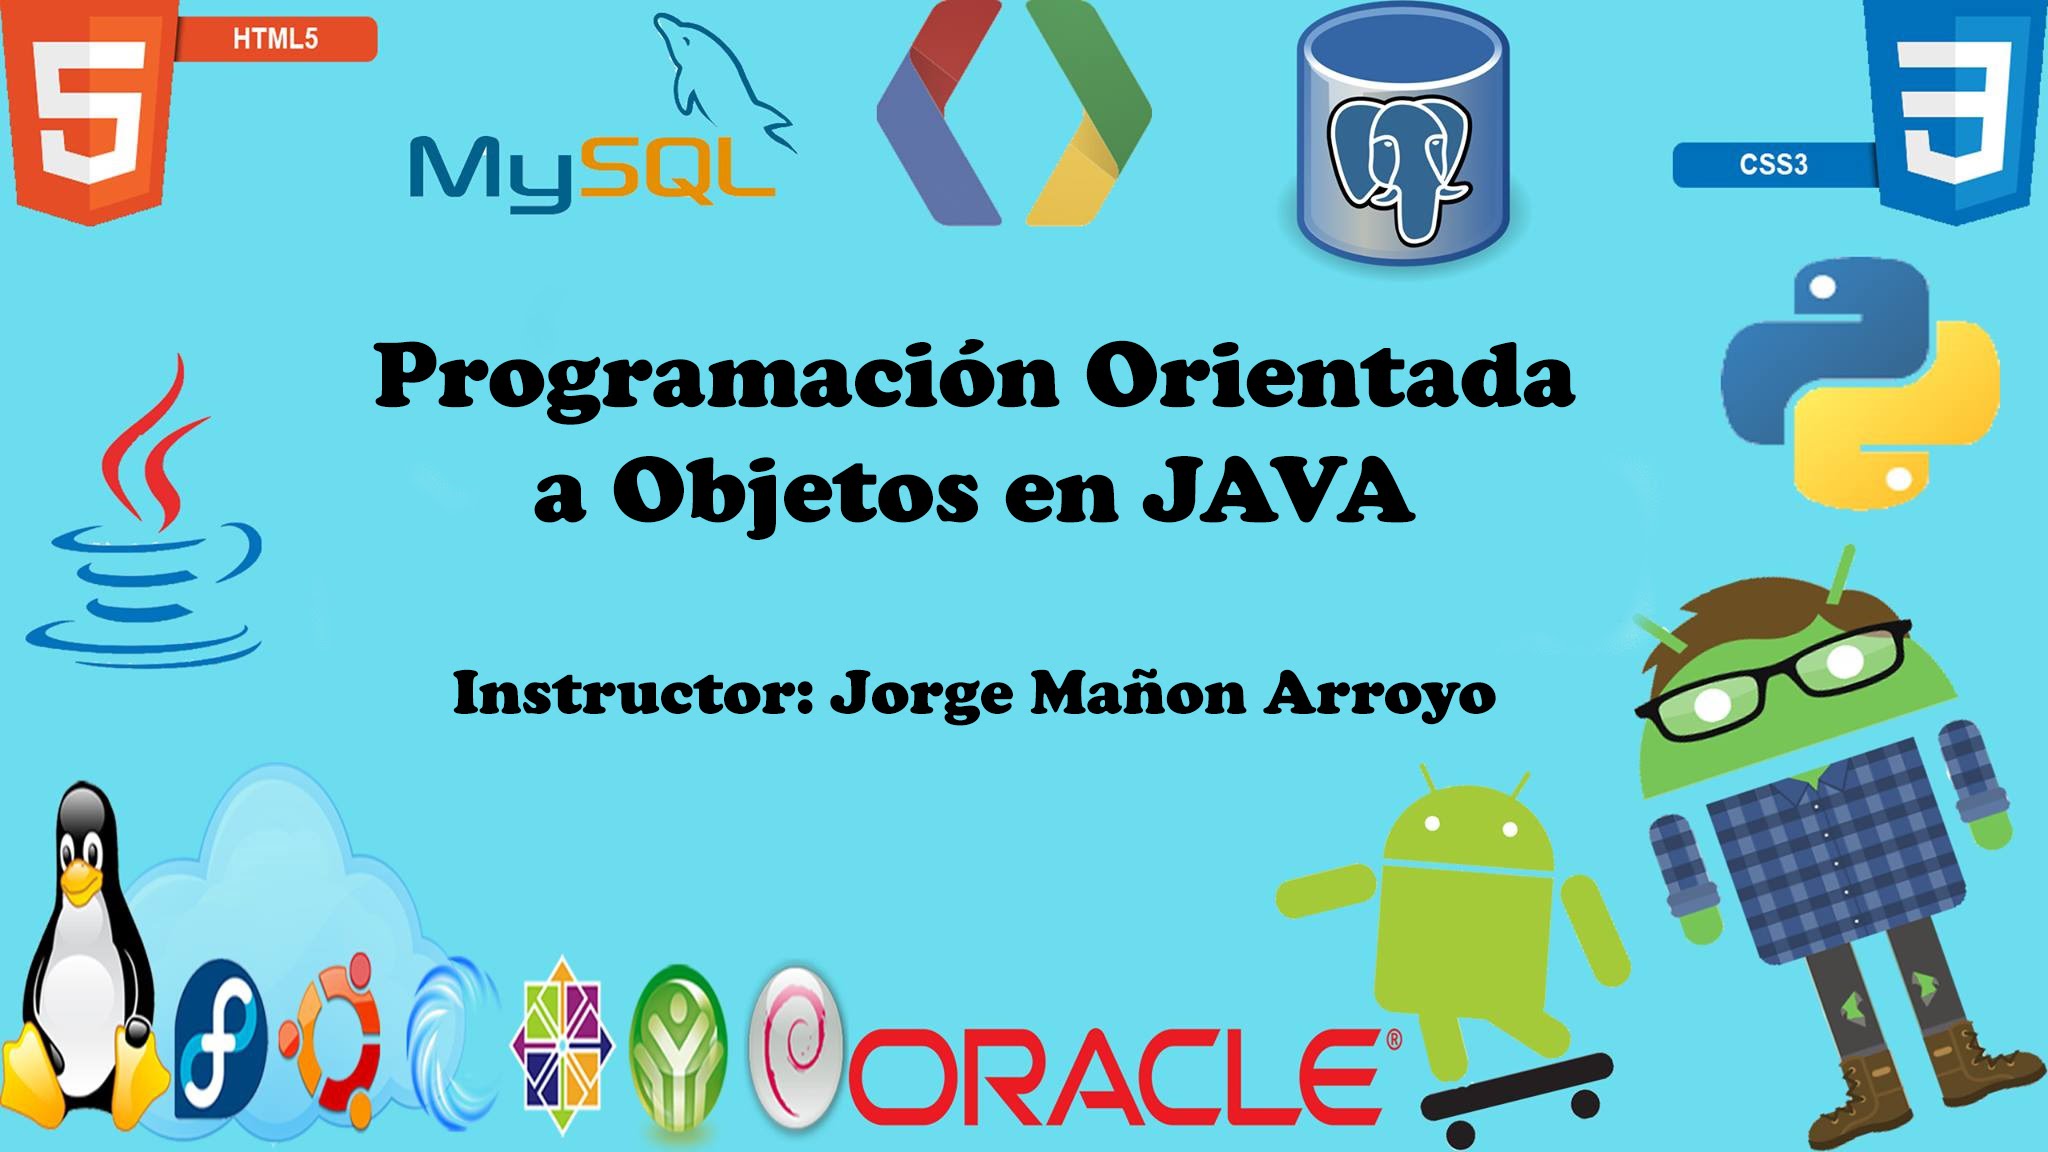 HTML5
MySQL
CSS3
Programación Orientada
a Objetos en JAVA
Instructor: Jorge Mañon Arroyo
ORACLE®